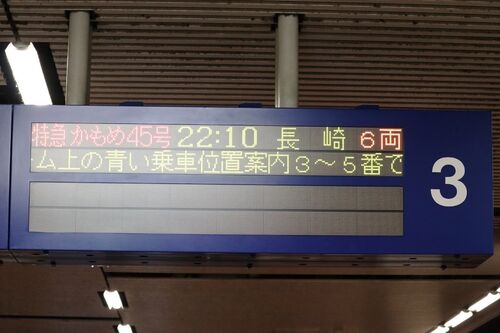 特急 かもめ45号 22:10 長崎 6両
ム上の青い乗車位置案内3～5番で
3